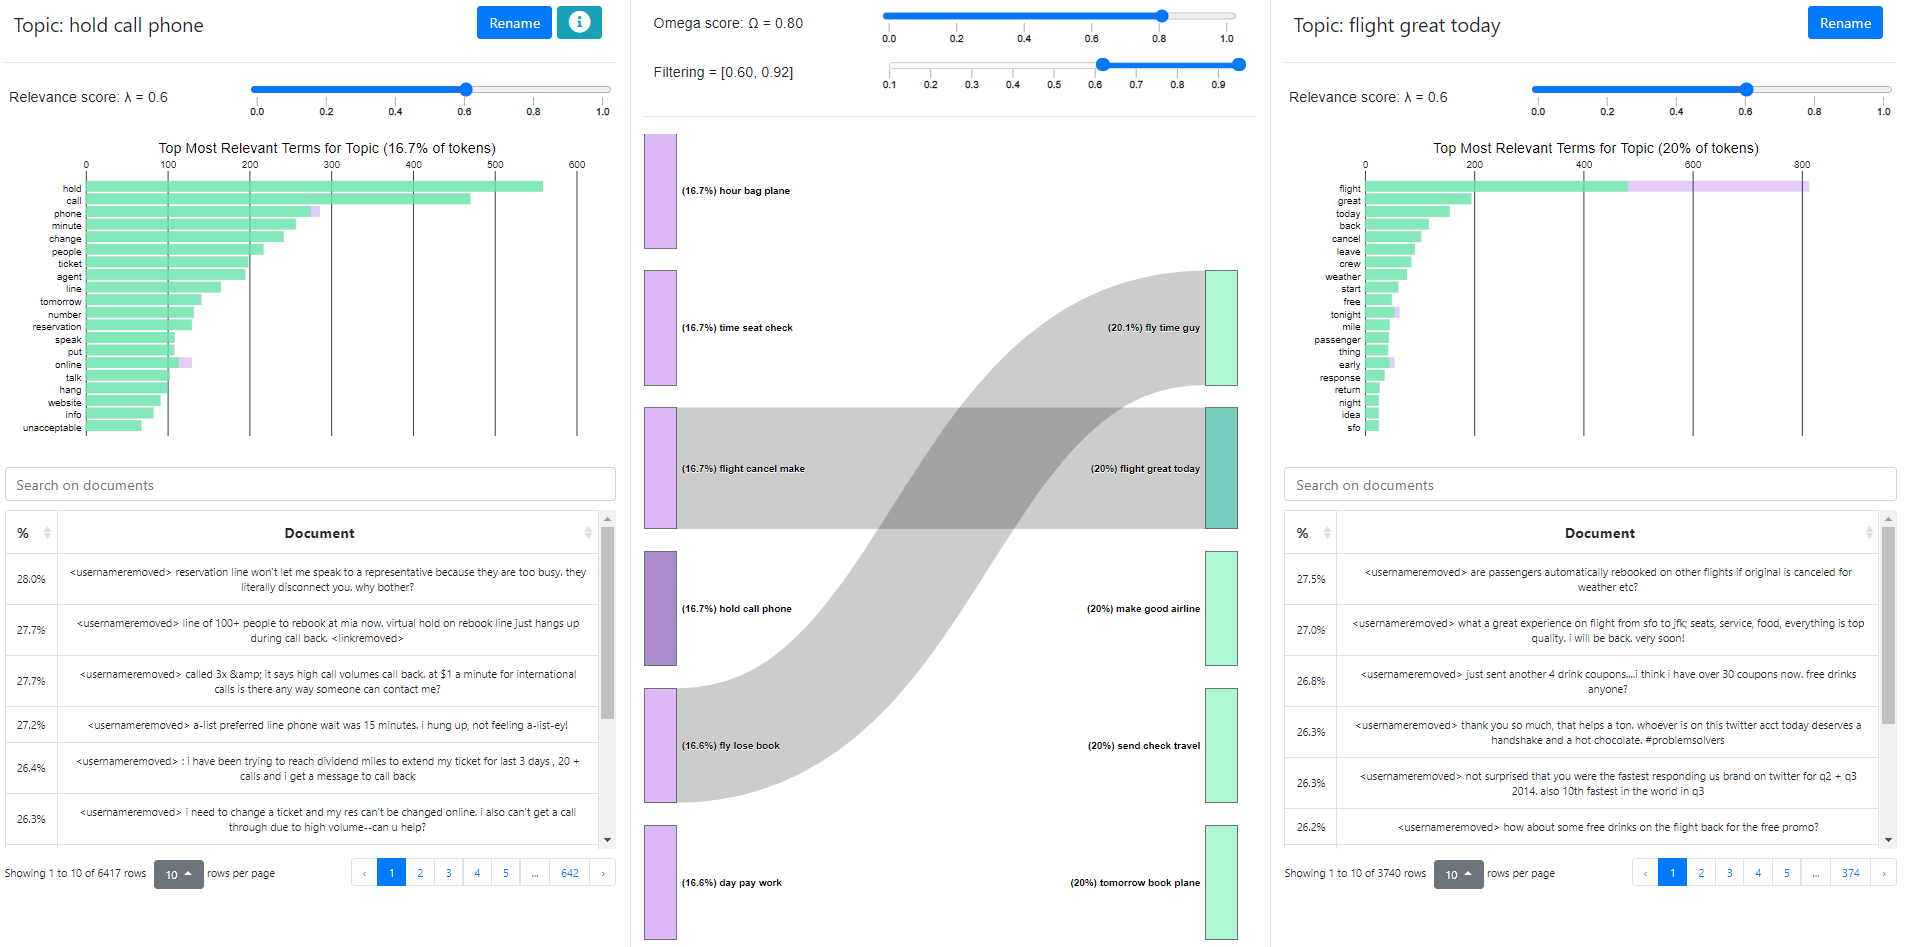 Topic: hold call phone
Rename
Relevance score: λ = 0.6
0.0 0.2 0.4 0.6 0.8 1.0
Top Most Relevant Terms for Topic (16.7% of tokens)
0 100 200 300 400 500 600
hold
call
phone
minute
change
people
ticket
agent
line
tomorrow
number
reservation
speak
put
online
talk
hang
website
info
unacceptable
Search on documents
% Document
28.0% <usernameremoved> reservation line won't let me speak to a representative because they are too busy. they
literally disconnect you. why bother?
27.7% <usernameremoved> line of 100+ people to rebook at mia now. virtual hold on rebook line just hangs up
during call back. <linkremoved>
27.7% <usernameremoved> called 3x &amp; it says high call volumes call back. at $1 a minute for international
calls is there any way someone can contact me?
27.2% <usernameremoved> a-list preferred line phone wait was 15 minutes. i hung up, not feeling a-list-ey!
26.4% <usernameremoved> : i have been trying to reach dividend miles to extend my ticket for last 3 days , 20 +
calls and i get a message to call back
26.3% <usernameremoved> i need to change a ticket and my res can't be changed online. i also can't get a call
through due to high volume--can u help?
Showing 1 to 10 of 6417 rows 10 rows per page ‹ 1 2 3 4 5 ... 642 ›
Omega score: Ω = 0.80
0.0 0.2 0.4 0.6 0.8 1.0
Filtering = [0.60, 0.92]
0.1 0.2 0.3 0.4 0.5 0.6 0.7 0.8 0.9
(16.7%) hour bag plane
(16.7%) time seat check
(20.1%) fly time guy
(16.7%) flight cancel make
(20%) flight great today
(16.7%) hold call phone
(20%) make good airline
(16.6%) fly lose book
(20%) send check travel
(16.6%) day pay work
(20%) tomorrow book plane
Topic: flight great today
Rename
Relevance score: λ = 0.6
0.0 0.2 0.4 0.6 0.8 1.0
Top Most Relevant Terms for Topic (20% of tokens)
0 200 400 600 800
flight
great
today
back
cancel
leave
crew
weather
start
free
tonight
mile
passenger
thing
early
response
return
night
idea
sfo
Search on documents
% Document
27.5% <usernameremoved> are passengers automatically rebooked on other flights if original is canceled for
weather etc?
27.0% <usernameremoved> what a great experience on flight from sfo to jfk; seats, service, food, everything is top
quality. i will be back. very soon!
26.8% <usernameremoved> just sent another 4 drink coupons....i think i have over 30 coupons now. free drinks
anyone?
26.3% <usernameremoved> thank you so much, that helps a ton. whoever is on this twitter acct today deserves a
handshake and a hot chocolate. #problemsolvers
26.3% <usernameremoved> not surprised that you were the fastest responding us brand on twitter for q2 + q3
2014. also 10th fastest in the world in q3
26.2% <usernameremoved> how about some free drinks on the flight back for the free promo?
Showing 1 to 10 of 3740 rows 10 rows per page ‹ 1 2 3 4 5 ... 374 ›